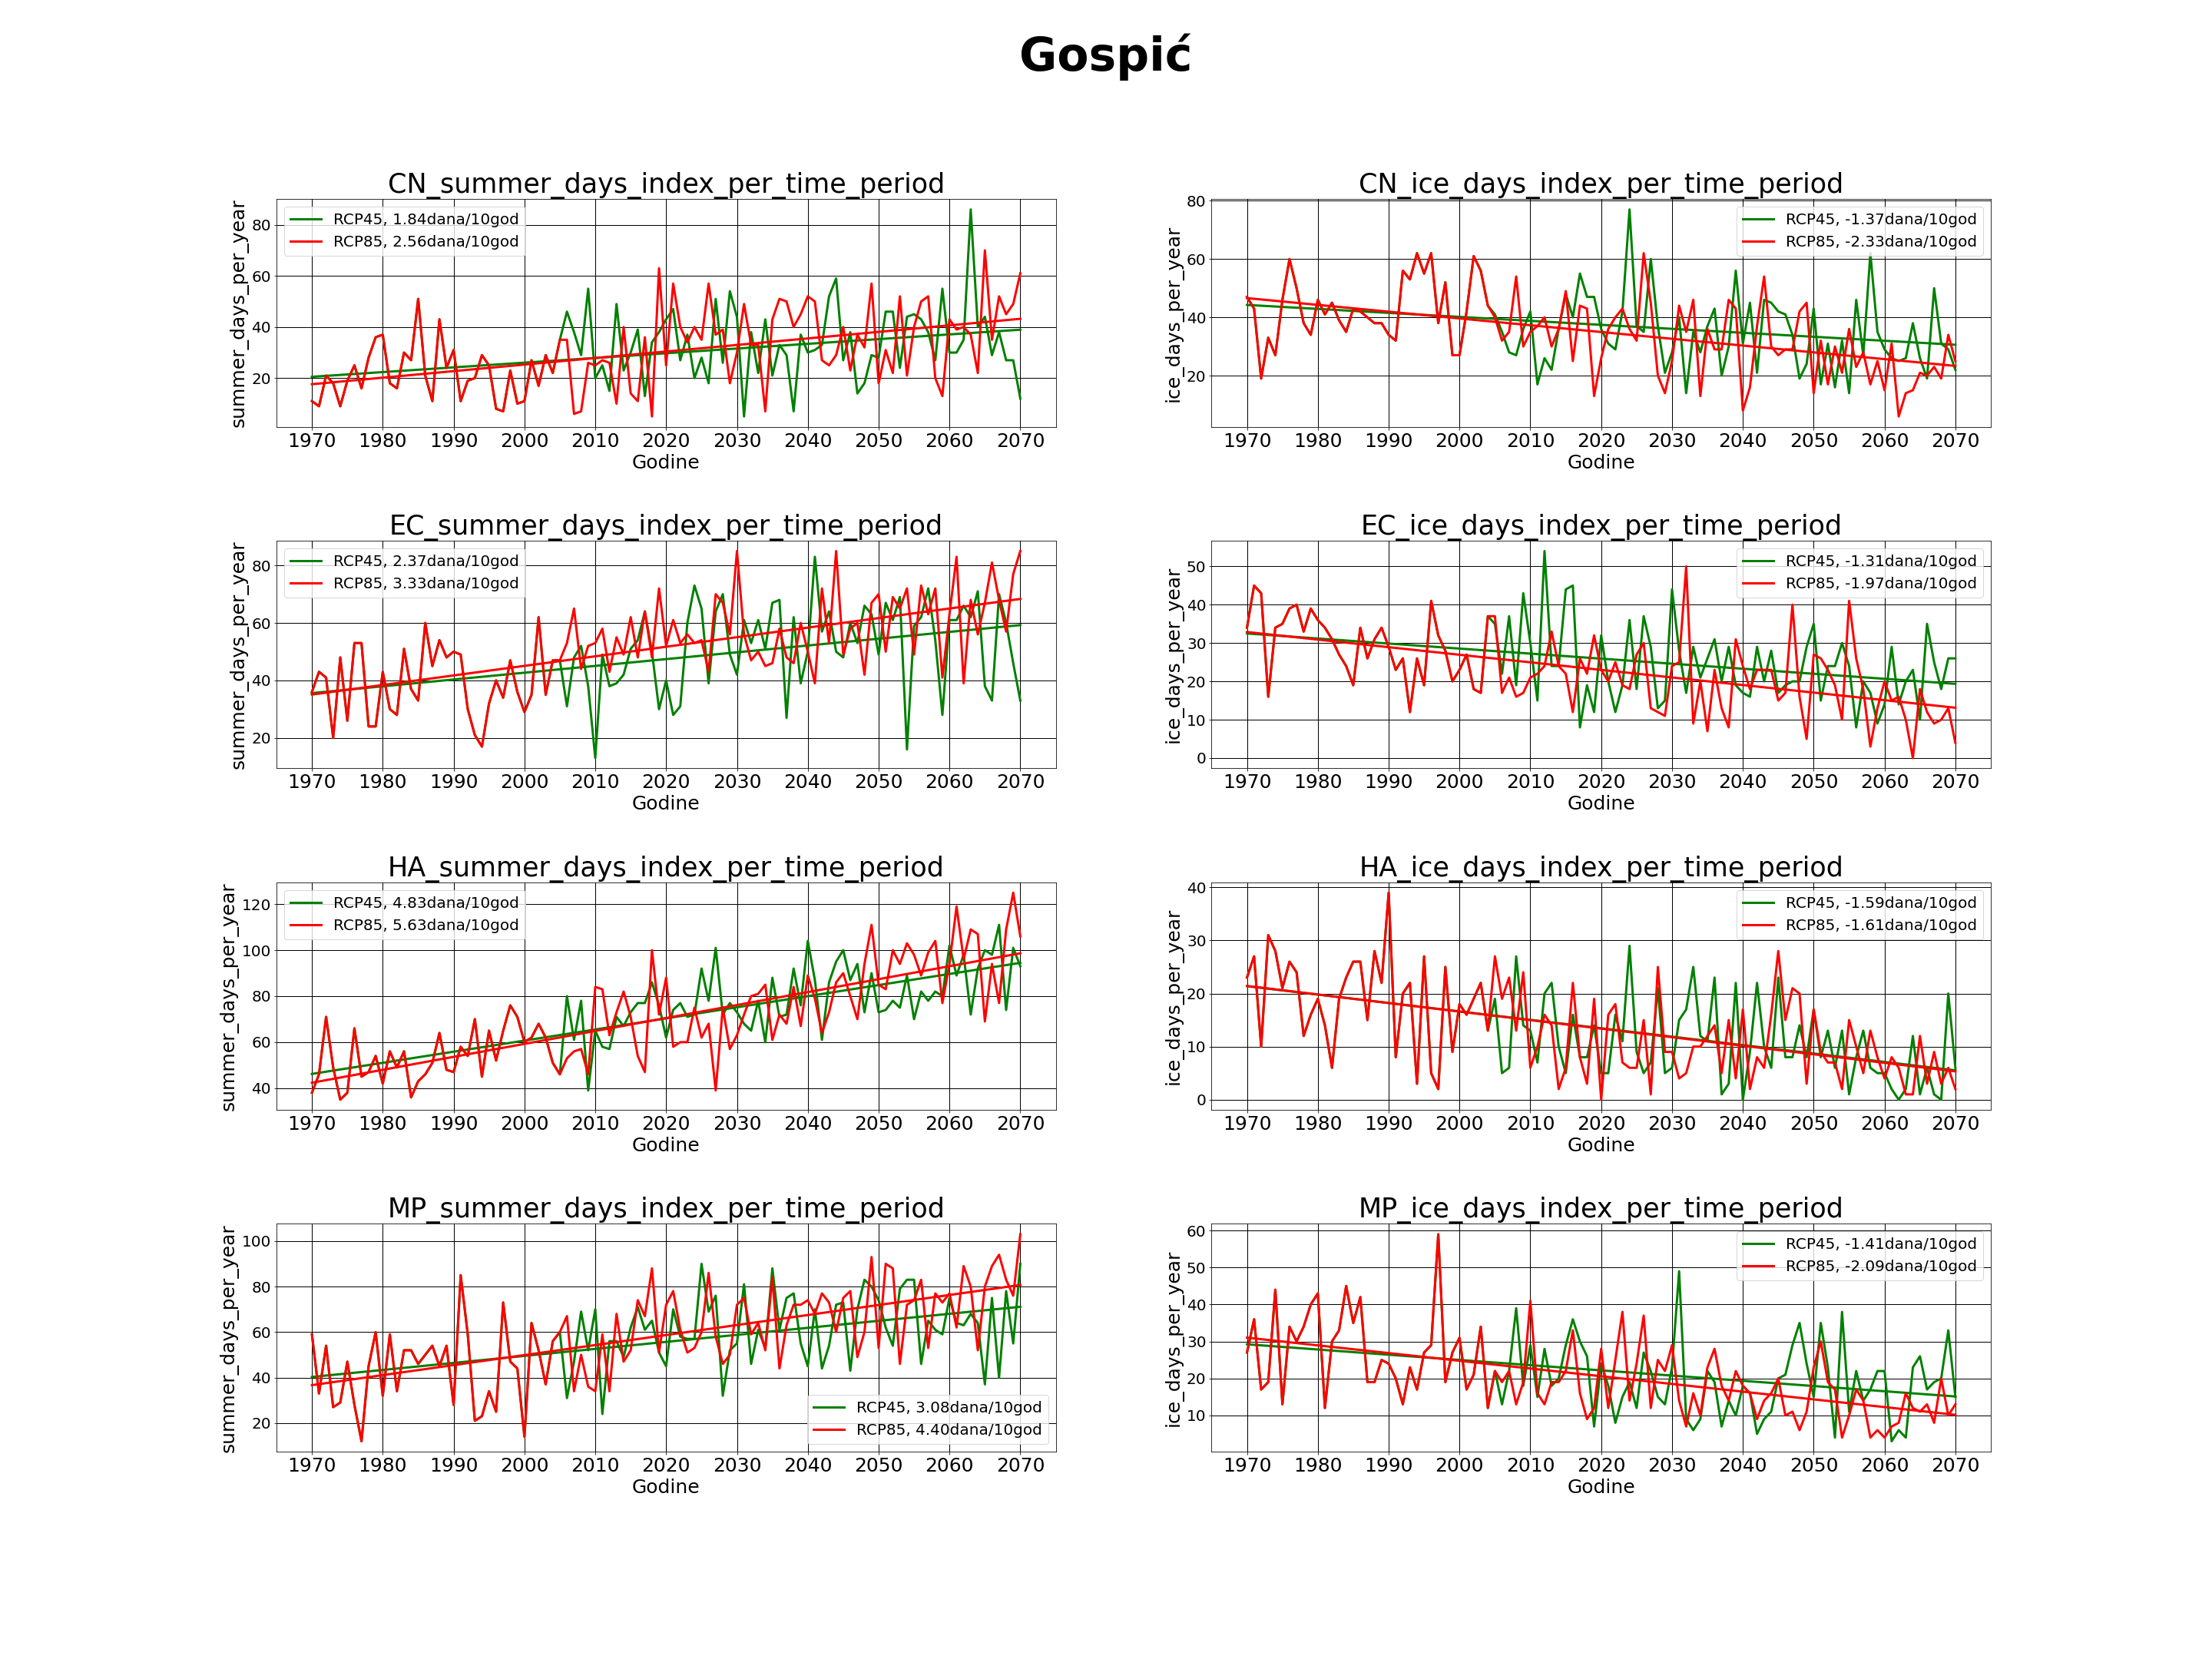 Gospić
CN_summer_days_index_per_time_period
summer_days_per_year
80
60
40
20
RCP45, 1.84dana/10god
RCP85, 2.56dana/10god
1970 1980 1990 2000 2010 2020 2030 2040 2050 2060 2070
Godine
CN_ice_days_index_per_time_period
ice_days_per_year
80
60
40
20
RCP45, -1.37dana/10god
RCP85, -2.33dana/10god
1970 1980 1990 2000 2010 2020 2030 2040 2050 2060 2070
Godine
EC_summer_days_index_per_time_period
summer_days_per_year
80
60
40
20
RCP45, 2.37dana/10god
RCP85, 3.33dana/10god
1970 1980 1990 2000 2010 2020 2030 2040 2050 2060 2070
Godine
EC_ice_days_index_per_time_period
ice_days_per_year
50
40
30
20
10
0
RCP45, -1.31dana/10god
RCP85, -1.97dana/10god
1970 1980 1990 2000 2010 2020 2030 2040 2050 2060 2070
Godine
HA_summer_days_index_per_time_period
summer_days_per_year
120
100
80
60
40
RCP45, 4.83dana/10god
RCP85, 5.63dana/10god
1970 1980 1990 2000 2010 2020 2030 2040 2050 2060 2070
Godine
HA_ice_days_index_per_time_period
ice_days_per_year
40
30
20
10
0
RCP45, -1.59dana/10god
RCP85, -1.61dana/10god
1970 1980 1990 2000 2010 2020 2030 2040 2050 2060 2070
Godine
MP_summer_days_index_per_time_period
summer_days_per_year
100
80
60
40
20
RCP45, 3.08dana/10god
RCP85, 4.40dana/10god
1970 1980 1990 2000 2010 2020 2030 2040 2050 2060 2070
Godine
MP_ice_days_index_per_time_period
ice_days_per_year
60
50
40
30
20
10
RCP45, -1.41dana/10god
RCP85, -2.09dana/10god
1970 1980 1990 2000 2010 2020 2030 2040 2050 2060 2070
Godine